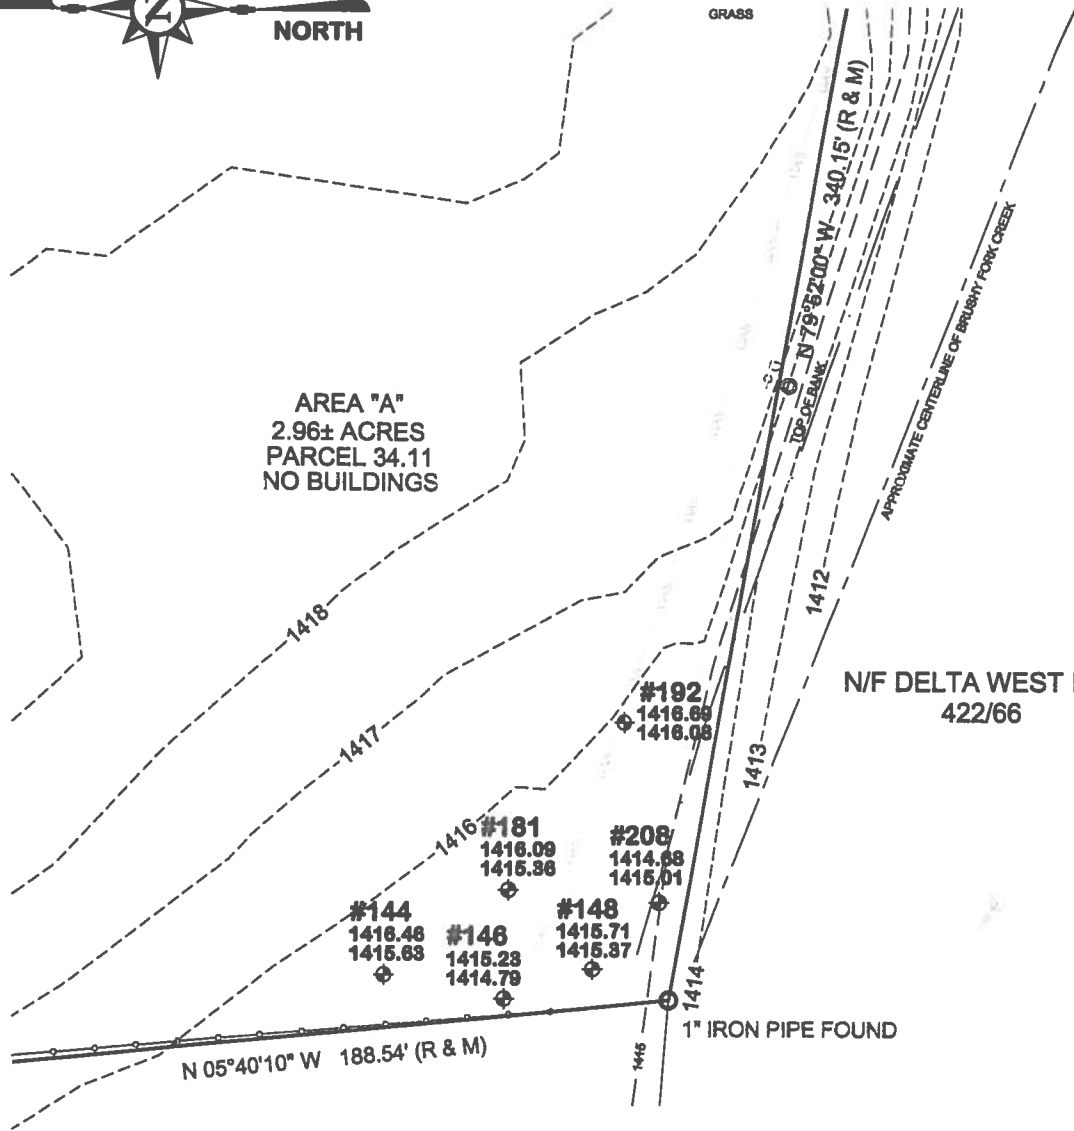 NORTH
GRASS
N 79°52'00" W 340.15' (R & M)
TOP OF BANK
APPROXIMATE CENTERLINE OF BRUSHY FORK CREEK
AREA "A"
2.96± ACRES
PARCEL 34.11
NO BUILDINGS
1418
1417
1416
1412
1413
1414
1415
N/F DELTA WEST
422/66
#192
1416.69
1416.08
#181
1416.09
1415.36
#208
1414.68
1415.01
#144
1416.46
1415.63
#146
1415.23
1414.79
#148
1415.71
1415.37
1" IRON PIPE FOUND
N 05°40'10" W 188.54' (R & M)